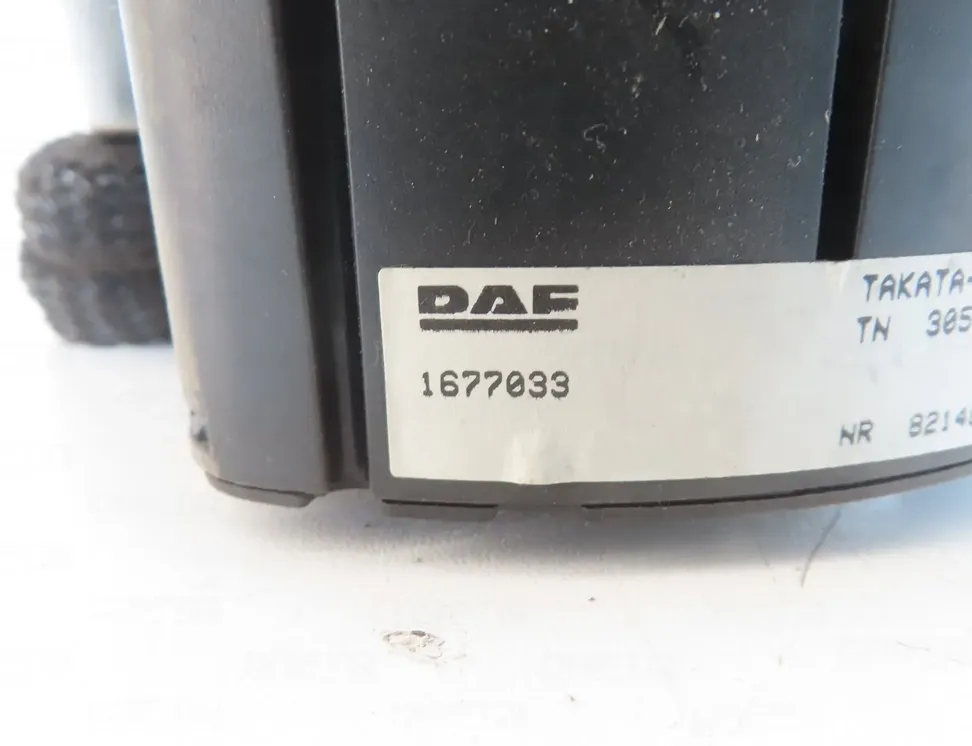 DAF
1677033
TAKATA-
TN 305
NR 8214